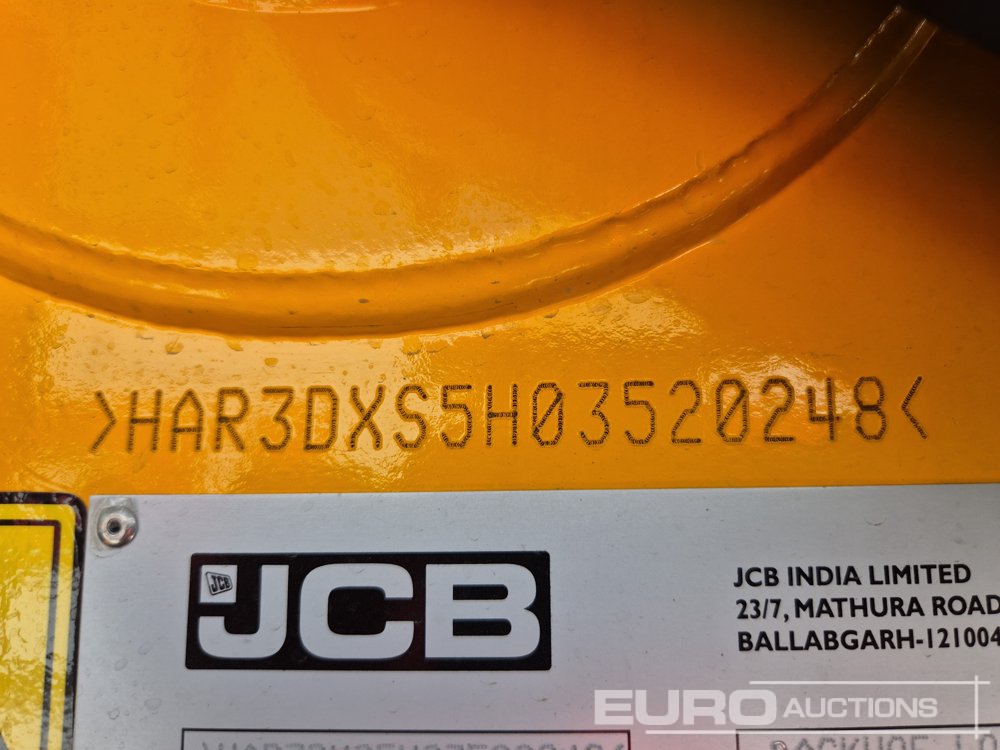 >HAR3DXS5H03520248<
JCB
JCB
JCB INDIA LIMITED
23/7, MATHURA ROAD
BALLABGARH-121004
EURO AUCTIONS